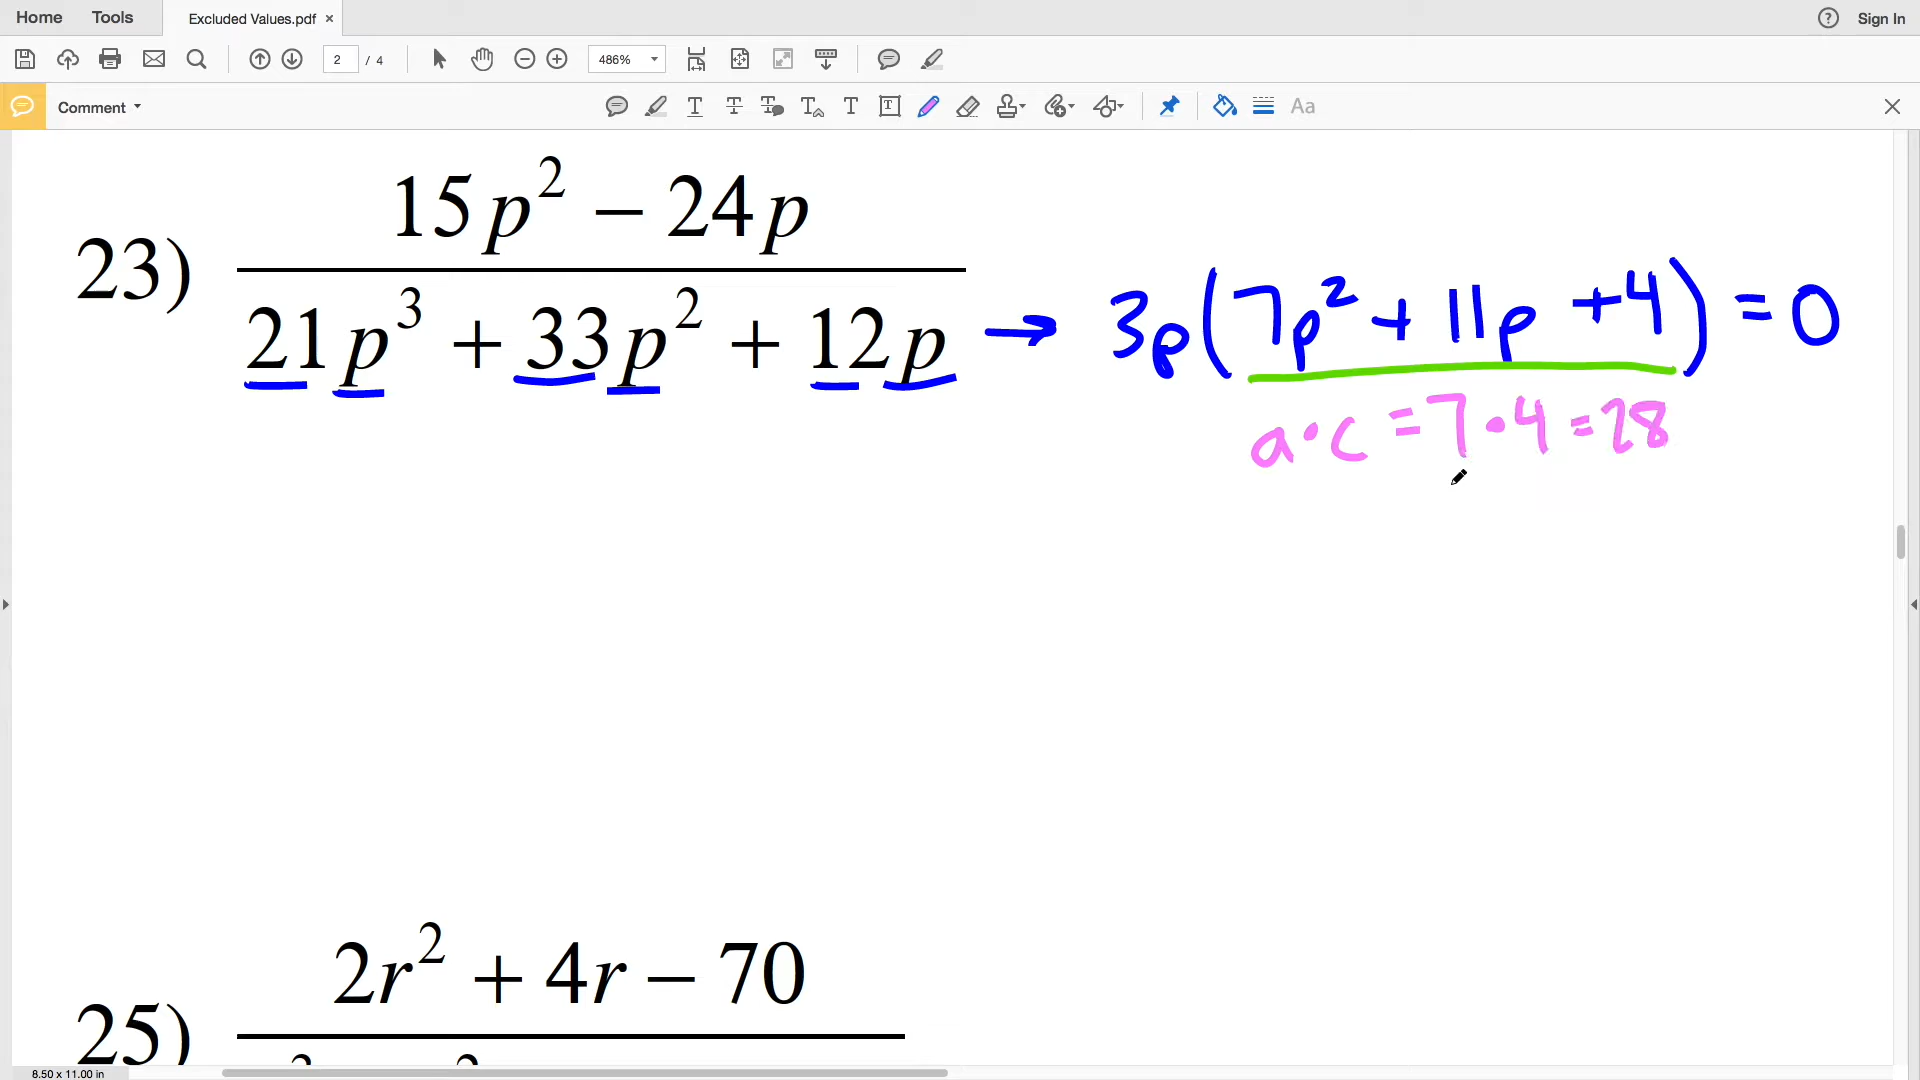 Home Tools Excluded Values.pdf × ? Sign In
2 / 4 486%
Comment T T T T T T Aa
23) 15p² − 24p
21p³ + 33p² + 12p → 3p(7p² + 11p + 4) = 0
a • c = 7 • 4 = 28
25) 2r² + 4r − 70
8.50 x 11.00 in